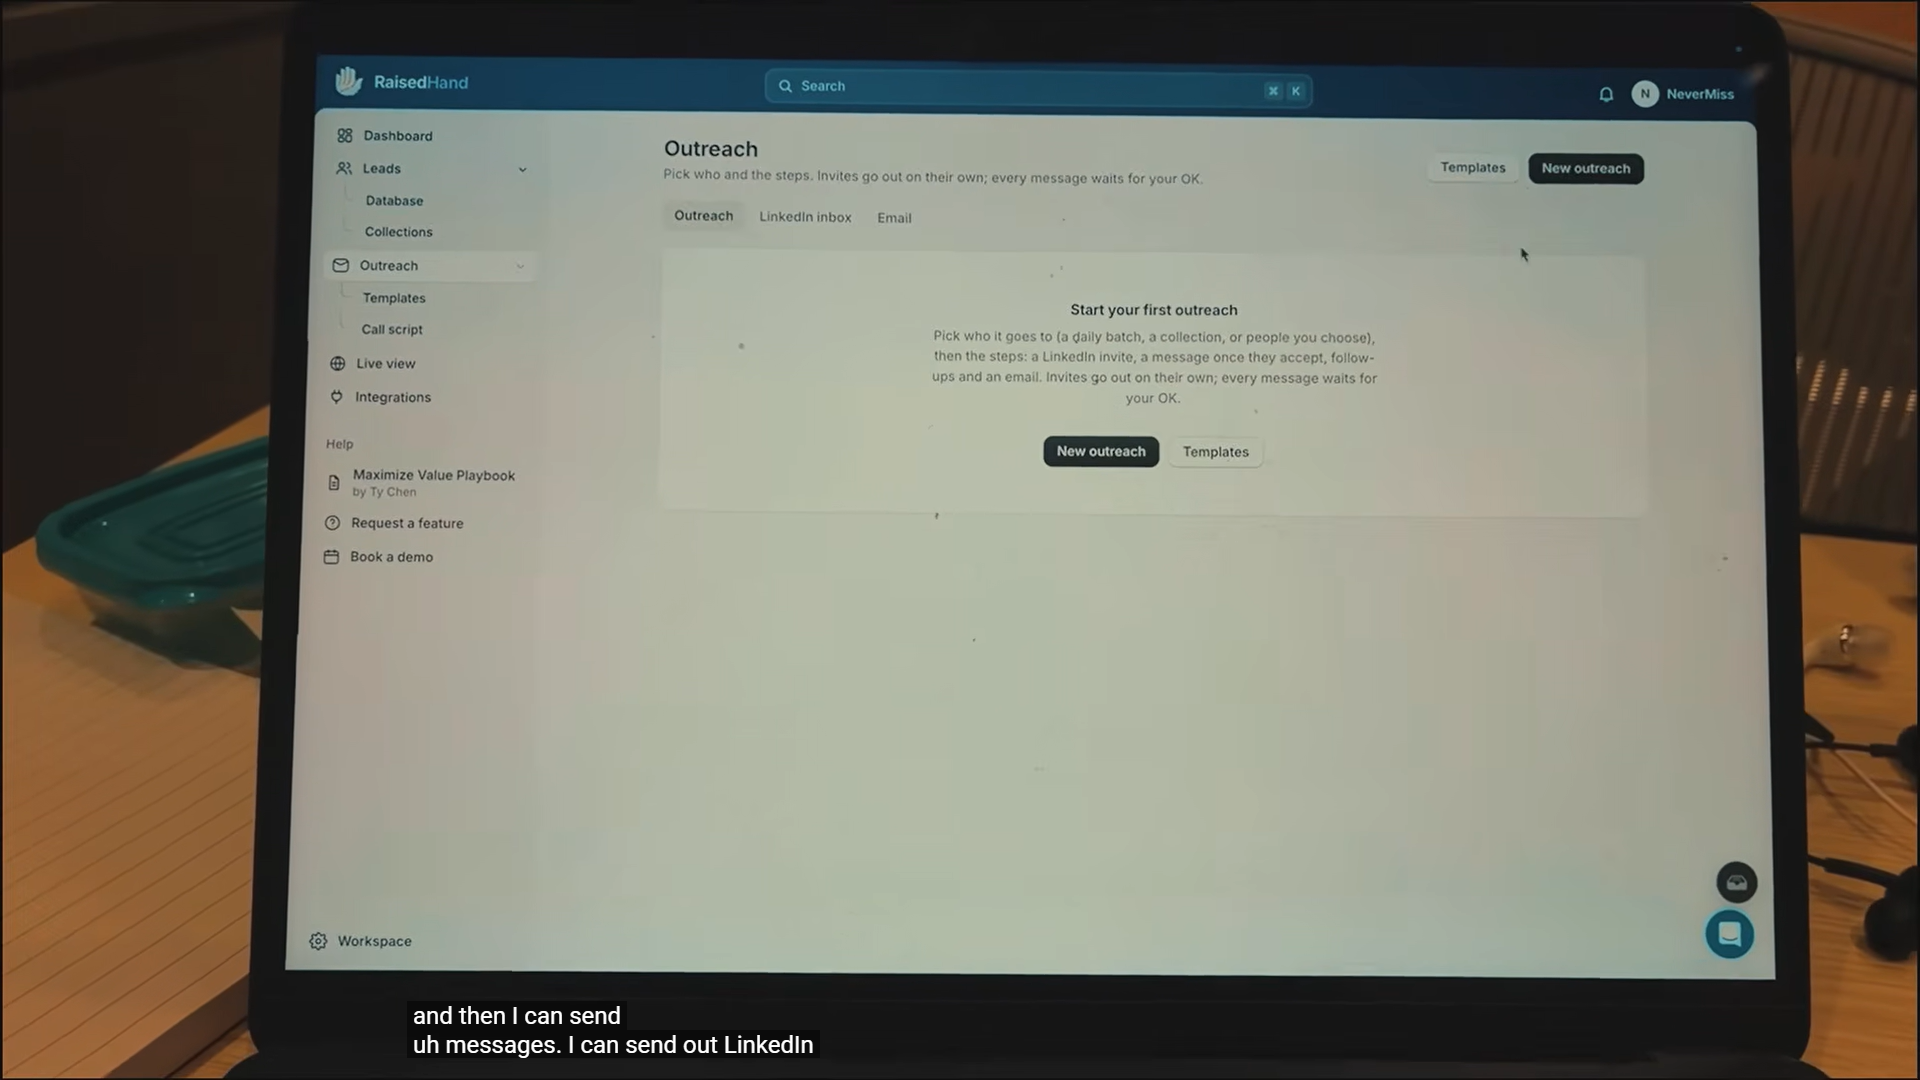 RaisedHand
Search
⌘ K
N
NeverMiss
Dashboard
Leads
Database
Collections
Outreach
Templates
Call script
Live view
Integrations
Help
Maximize Value Playbook
by Ty Chen
Request a feature
Book a demo
Workspace
Outreach
Pick who and the steps. Invites go out on their own; every message waits for your OK.
Templates
New outreach
Outreach
LinkedIn inbox
Email
Start your first outreach
Pick who it goes to (a daily batch, a collection, or people you choose),
then the steps: a LinkedIn invite, a message once they accept, follow-
ups and an email. Invites go out on their own; every message waits for
your OK.
New outreach
Templates
and then I can send
uh messages. I can send out LinkedIn